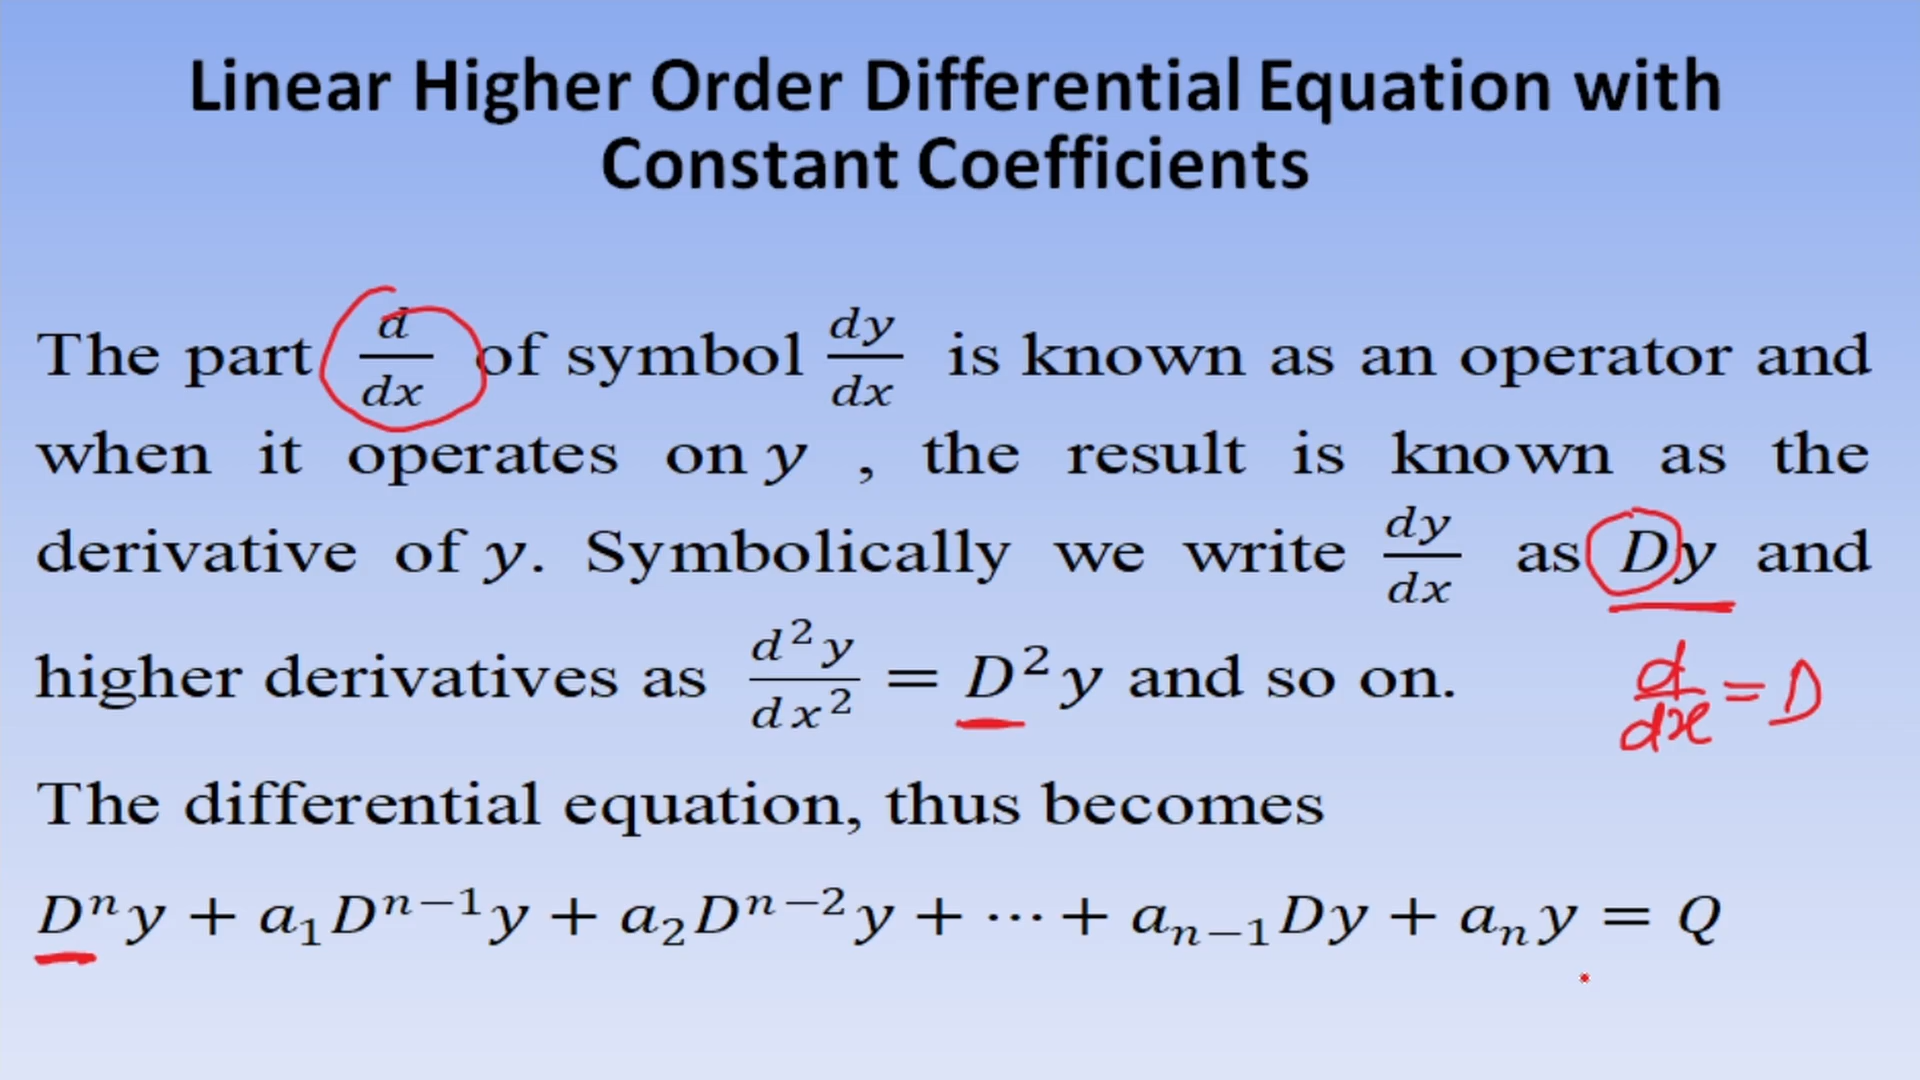 Linear Higher Order Differential Equation with
Constant Coefficients
The part d/dx of symbol dy/dx is known as an operator and
when it operates on y , the result is known as the
derivative of y. Symbolically we write dy/dx as Dy and
higher derivatives as d²y/dx² = D²y and so on.
d/dx = D
The differential equation, thus becomes
Dⁿy + a₁Dⁿ⁻¹y + a₂Dⁿ⁻²y + ⋯ + aₙ₋₁Dy + aₙy = Q